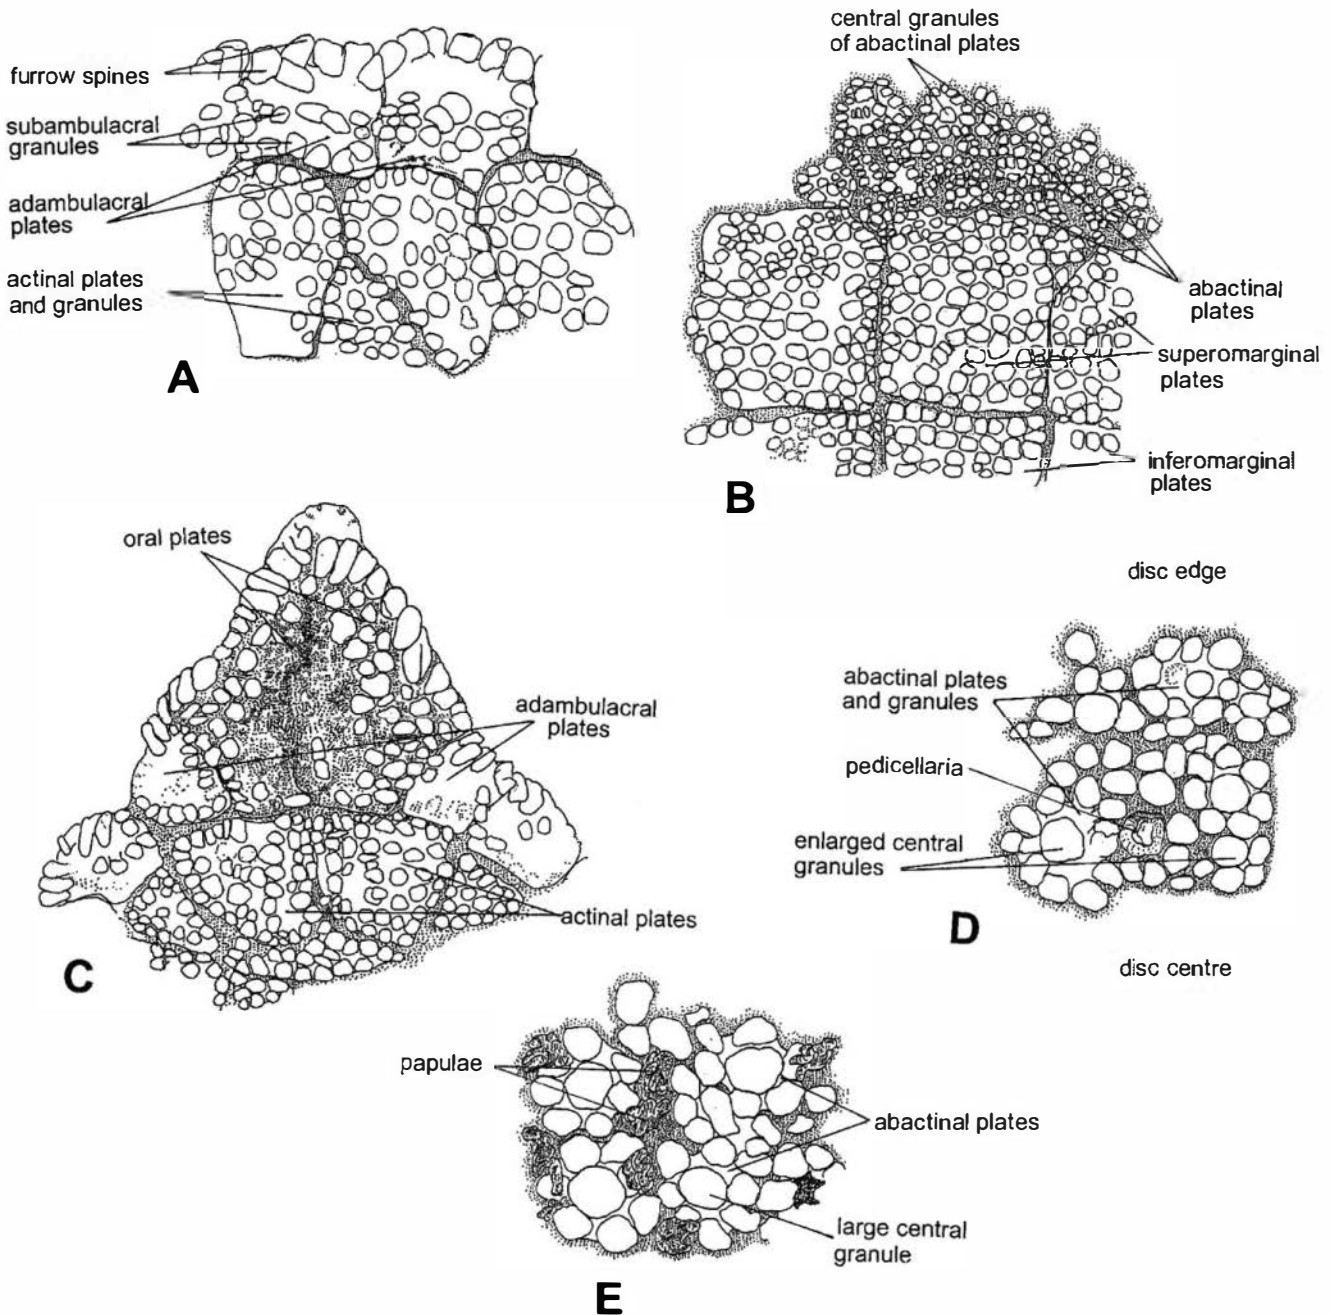 furrow spines
subambulacral
granules
adambulacral
plates
actinal plates
and granules
A
central granules
of abactinal plates
abactinal
plates
superomarginal
plates
inferomarginal
plates
B
oral plates
adambulacral
plates
actinal plates
C
disc edge
abactinal plates
and granules
pedicellaria
enlarged central
granules
D
disc centre
papulae
abactinal plates
large central
granule
E